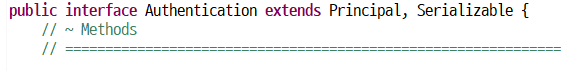 public interface Authentication extends Principal, Serializable {
// ~ Methods
// ==============================================================